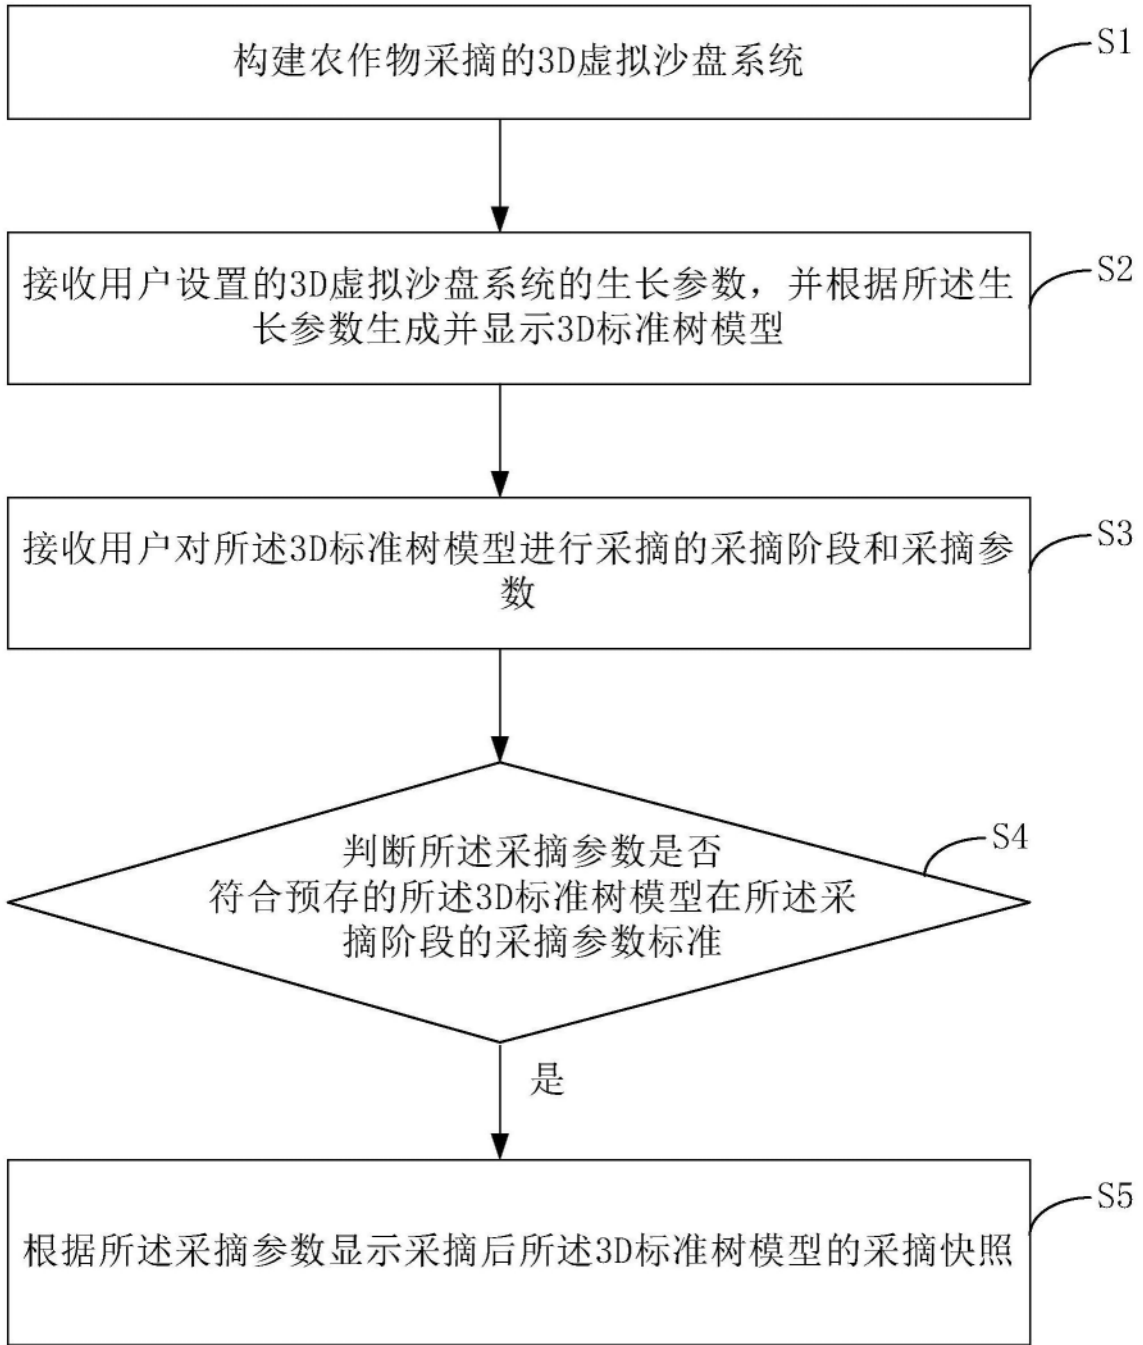 构建农作物采摘的3D虚拟沙盘系统
S1
接收用户设置的3D虚拟沙盘系统的生长参数，并根据所述生
长参数生成并显示3D标准树模型
S2
接收用户对所述3D标准树模型进行采摘的采摘阶段和采摘参
数
S3
判断所述采摘参数是否
符合预存的所述3D标准树模型在所述采
摘阶段的采摘参数标准
S4
是
根据所述采摘参数显示采摘后所述3D标准树模型的采摘快照
S5